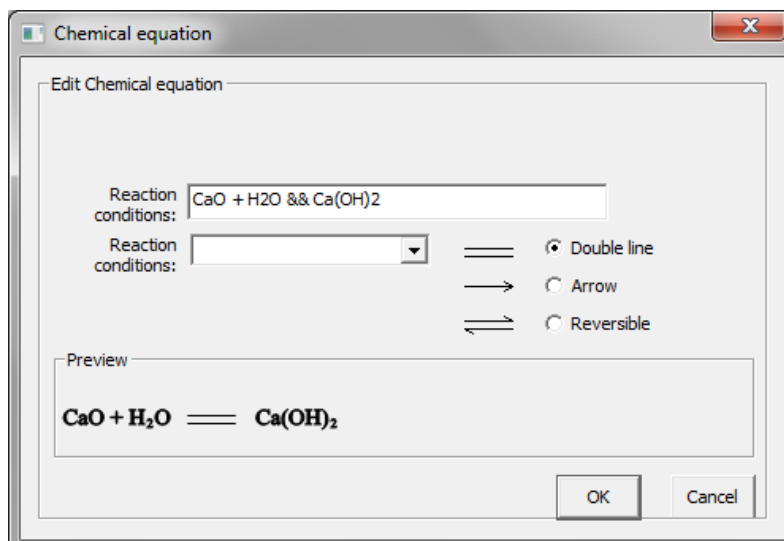 Chemical equation
Edit Chemical equation
Reaction
conditions:
CaO + H2O && Ca(OH)2
Reaction
conditions:
Double line
Arrow
Reversible
Preview
CaO + H₂O ══ Ca(OH)₂
OK
Cancel